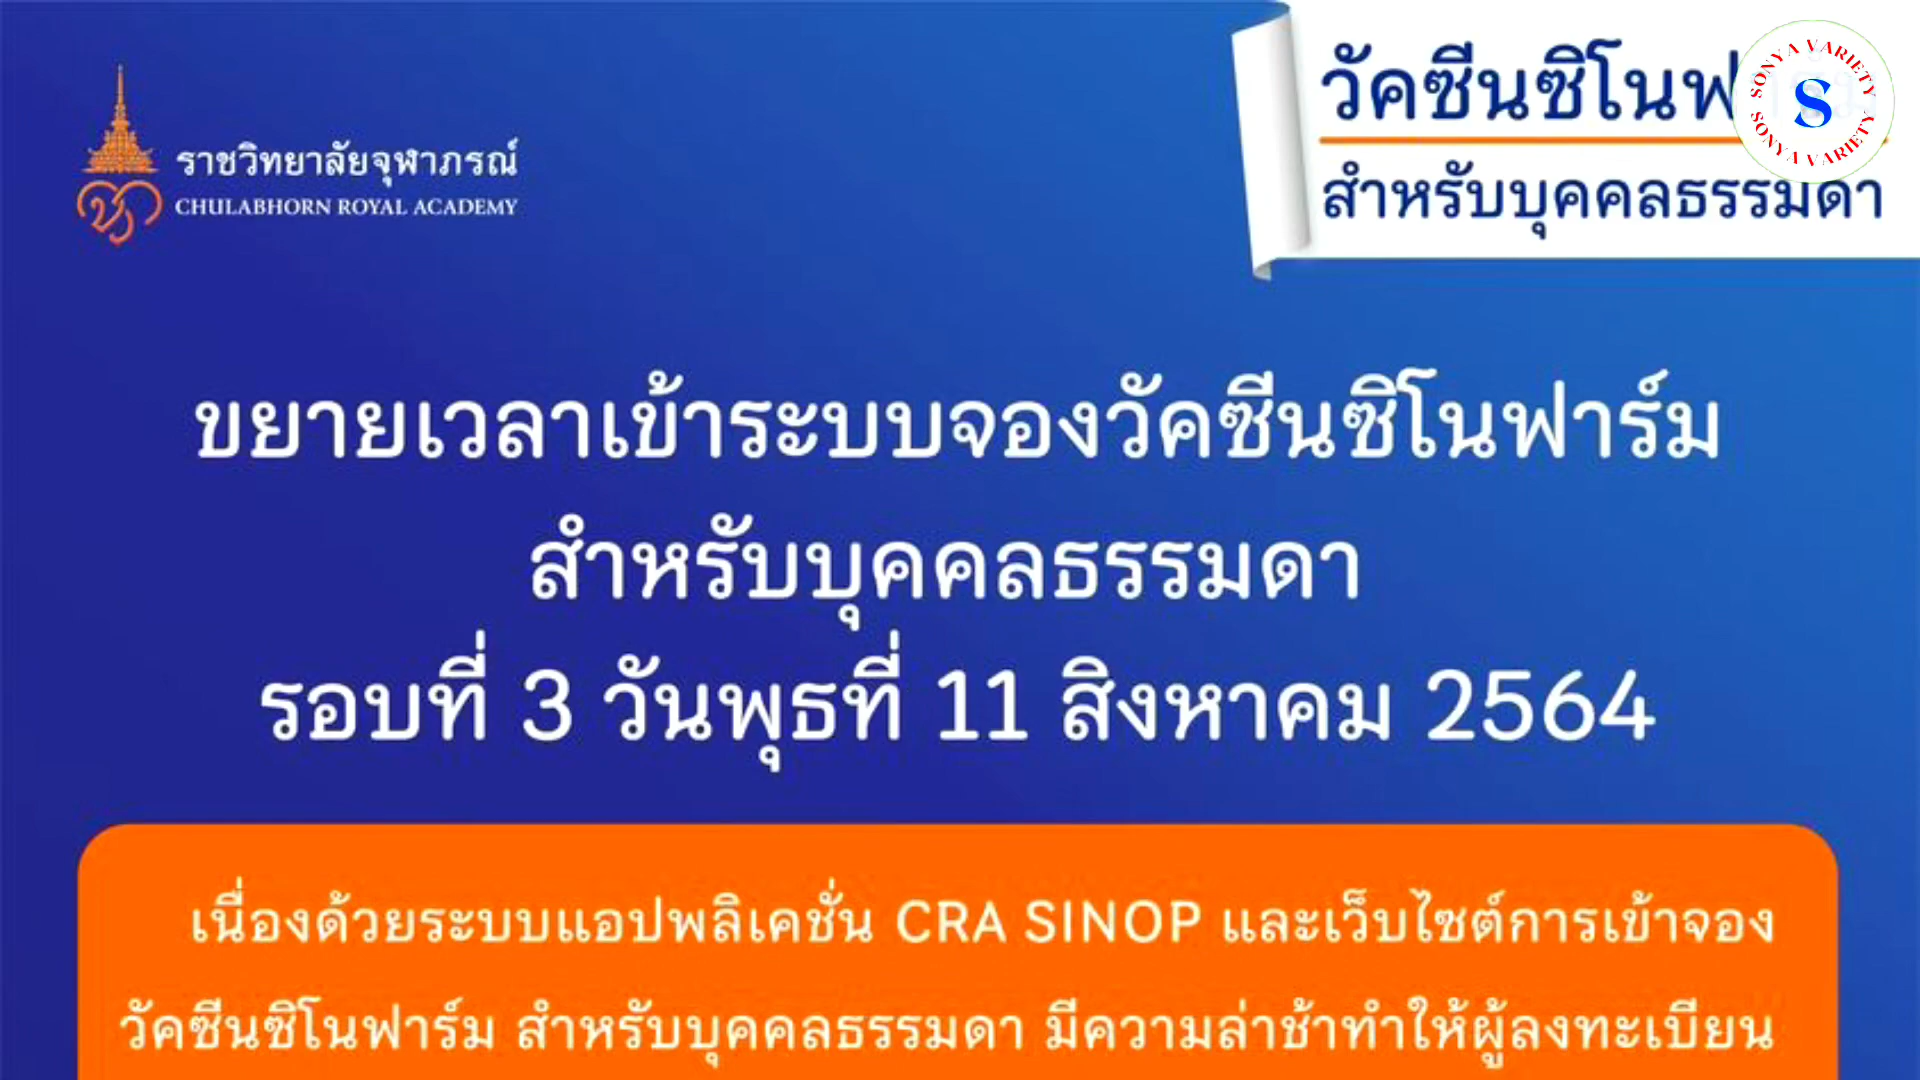 ราชวิทยาลัยจุฬาภรณ์
CHULABHORN ROYAL ACADEMY
วัคซีนซิโนฟ
สำหรับบุคคลธรรมดา
SONYA VARIETY
S
SONYA VARIETY
ขยายเวลาเข้าระบบจองวัคซีนซิโนฟาร์ม
สำหรับบุคคลธรรมดา
รอบที่ 3 วันพุธที่ 11 สิงหาคม 2564
เนื่องด้วยระบบแอปพลิเคชั่น CRA SINOP และเว็บไซต์การเข้าจอง
วัคซีนซิโนฟาร์ม สำหรับบุคคลธรรมดา มีความล่าช้าทำให้ผู้ลงทะเบียน